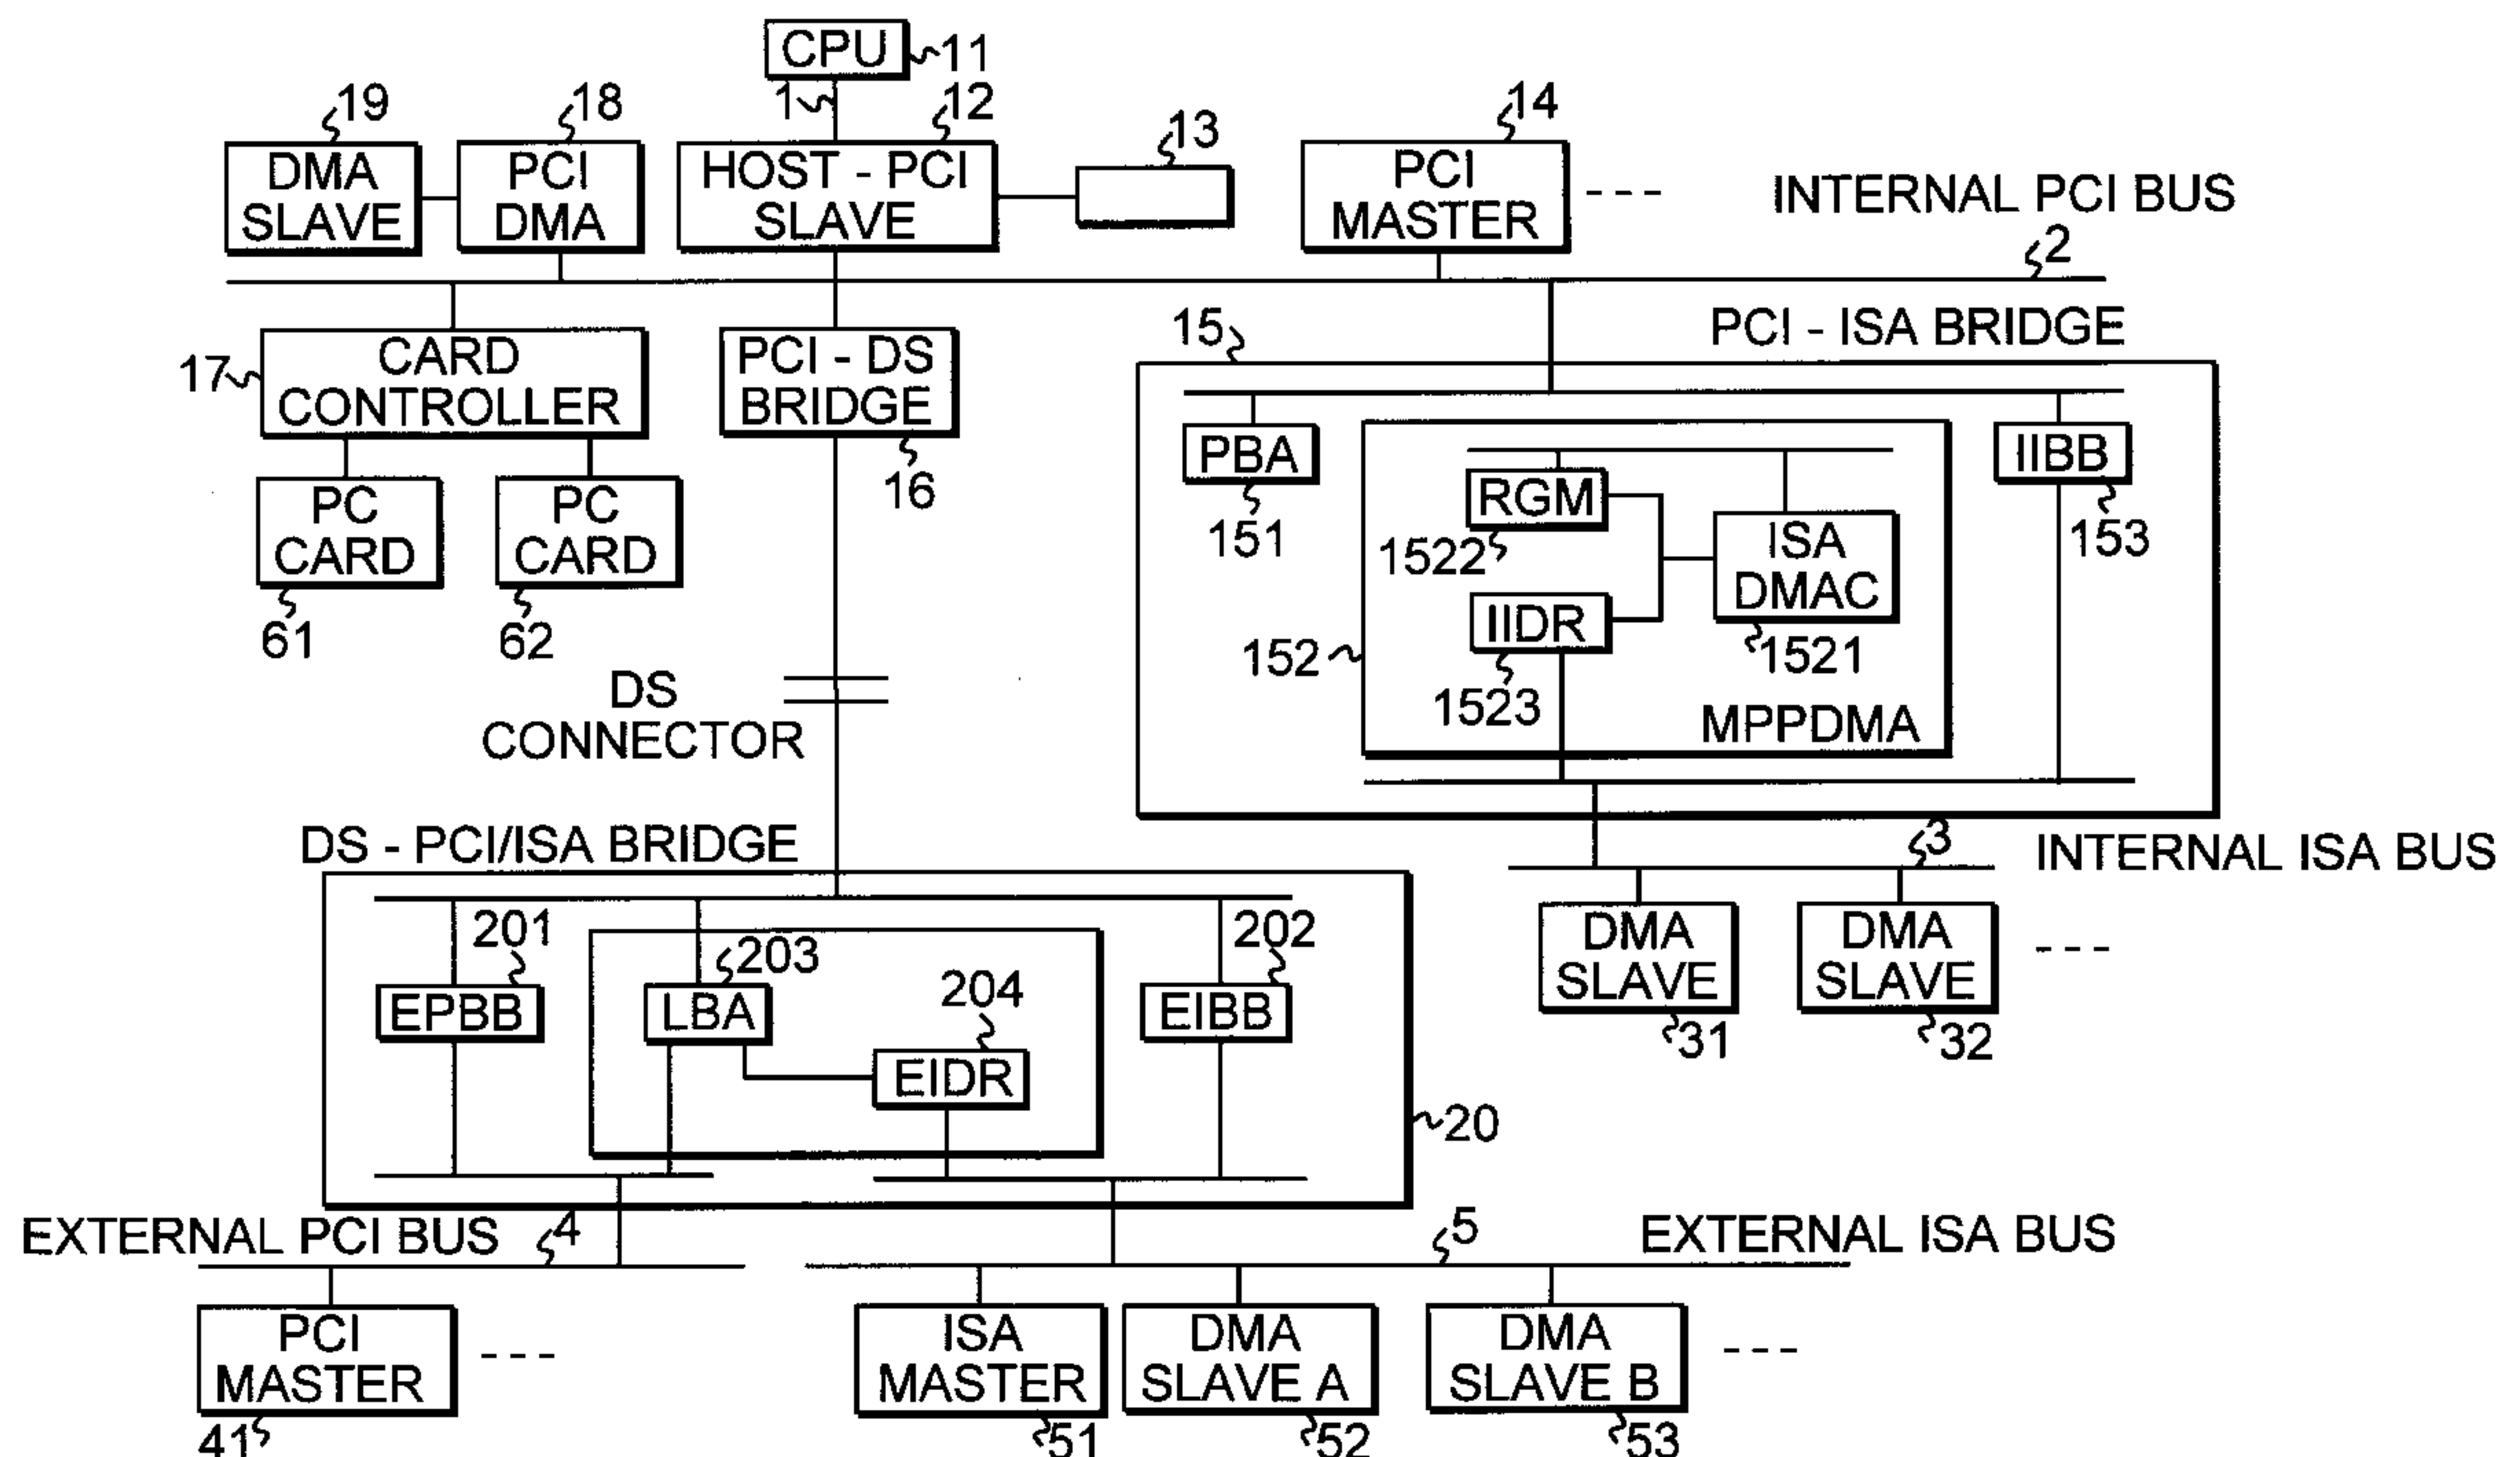 CPU
11
1
12
19
18
13
14
DMA
SLAVE
PCI
DMA
HOST - PCI
SLAVE
PCI
MASTER
INTERNAL PCI BUS
2
15
PCI - ISA BRIDGE
17
CARD
CONTROLLER
PCI - DS
BRIDGE
16
PC
CARD
61
PC
CARD
62
PBA
151
RGM
1522
ISA
DMAC
1521
IIBB
153
IIDR
1523
152
MPPDMA
DS
CONNECTOR
DS - PCI/ISA BRIDGE
3
INTERNAL ISA BUS
DMA
SLAVE
31
DMA
SLAVE
32
201
EPBB
203
LBA
204
EIDR
202
EIBB
20
EXTERNAL PCI BUS
4
5
EXTERNAL ISA BUS
PCI
MASTER
41
ISA
MASTER
51
DMA
SLAVE A
52
DMA
SLAVE B
53